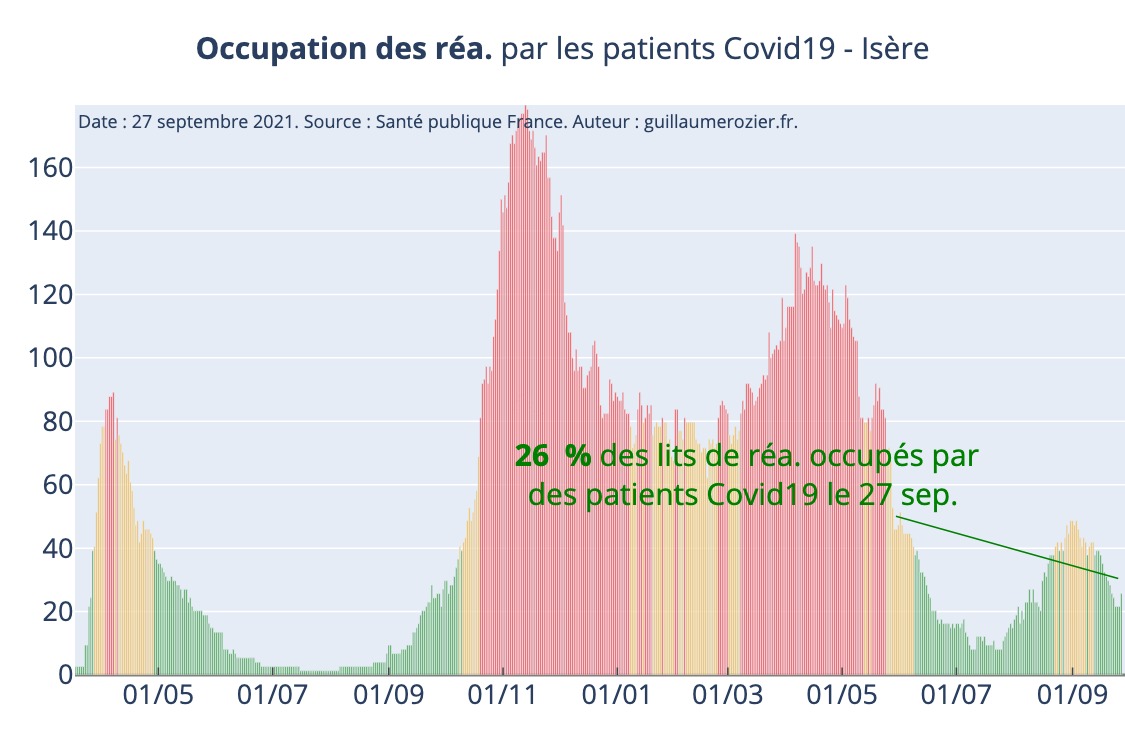 Occupation des réa. par les patients Covid19 - Isère
Date : 27 septembre 2021. Source : Santé publique France. Auteur : guillaumerozier.fr.
160
140
120
100
80
26 % des lits de réa. occupés par
des patients Covid19 le 27 sep.
60
40
20
0
01/05 01/07 01/09 01/11 01/01 01/03 01/05 01/07 01/09